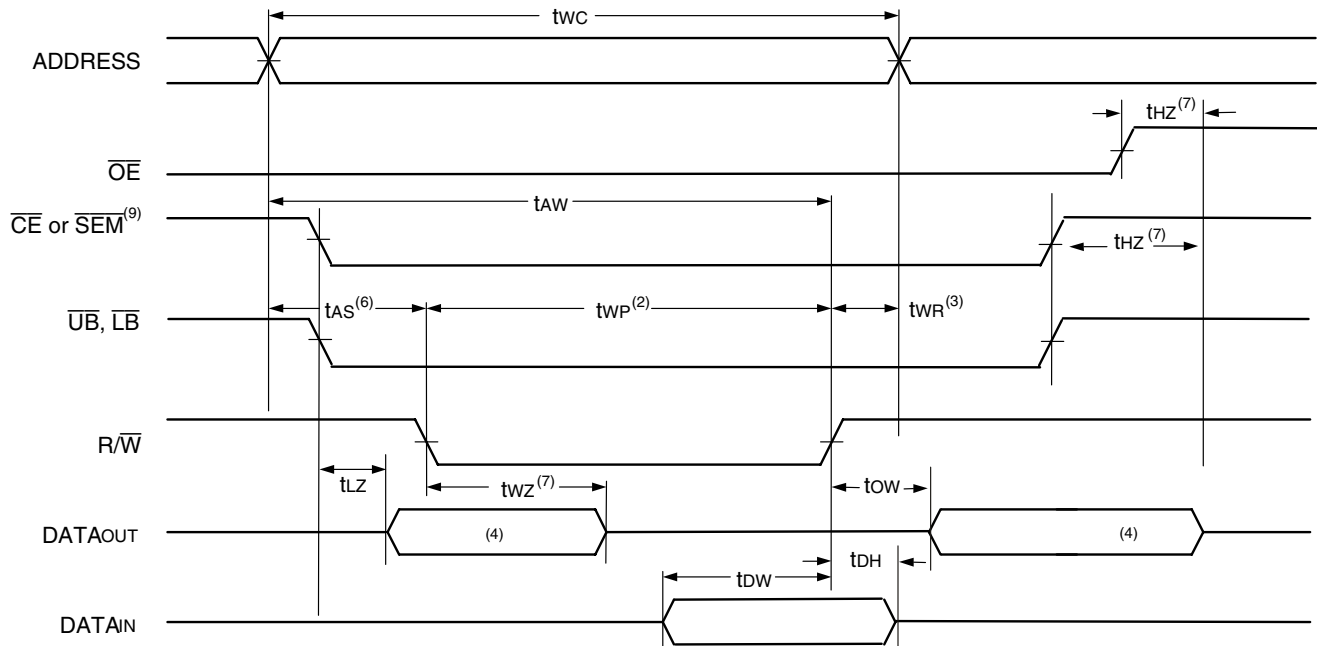 tWC
ADDRESS
tHZ(7)
OE
tAW
CE or SEM(9)
tHZ(7)
tAS(6)
tWP(2)
tWR(3)
UB, LB
R/W
tLZ
tWZ(7)
tOW
DATAOUT
(4)
(4)
tDW
tDH
DATAIN